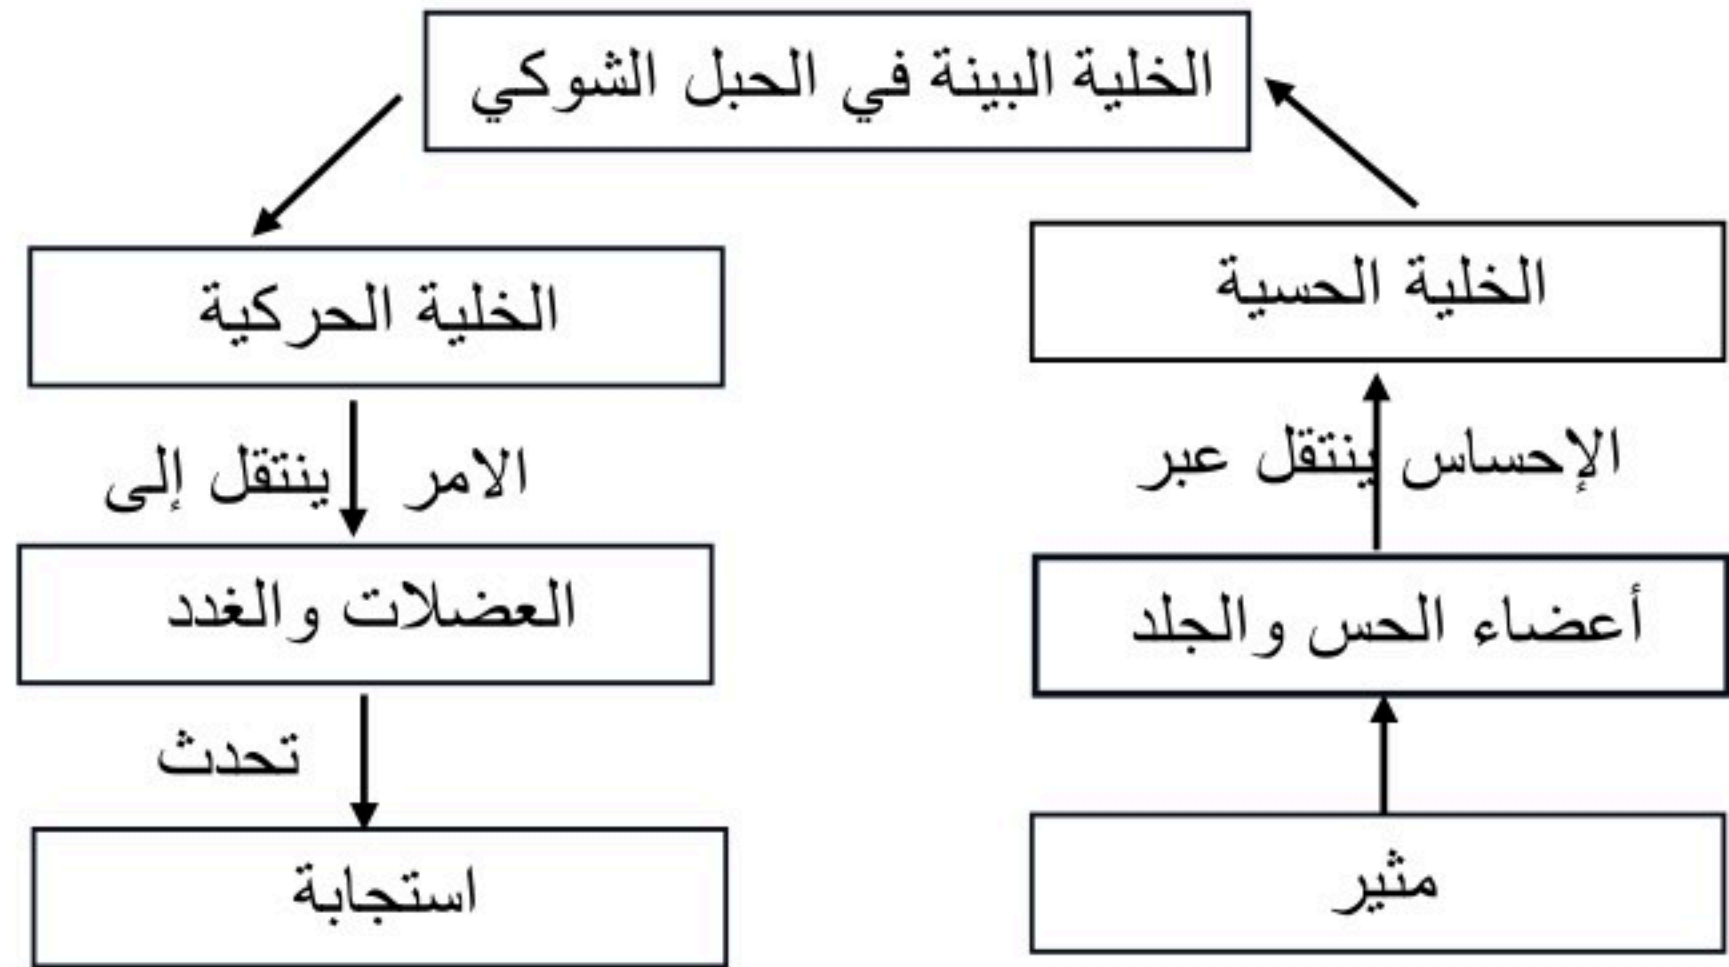 الخلية البينة في الحبل الشوكي
الخلية الحسية
الخلية الحركية
الإحساس ينتقل عبر
الامر ينتقل إلى
أعضاء الحس والجلد
العضلات والغدد
تحدث
مثير
استجابة